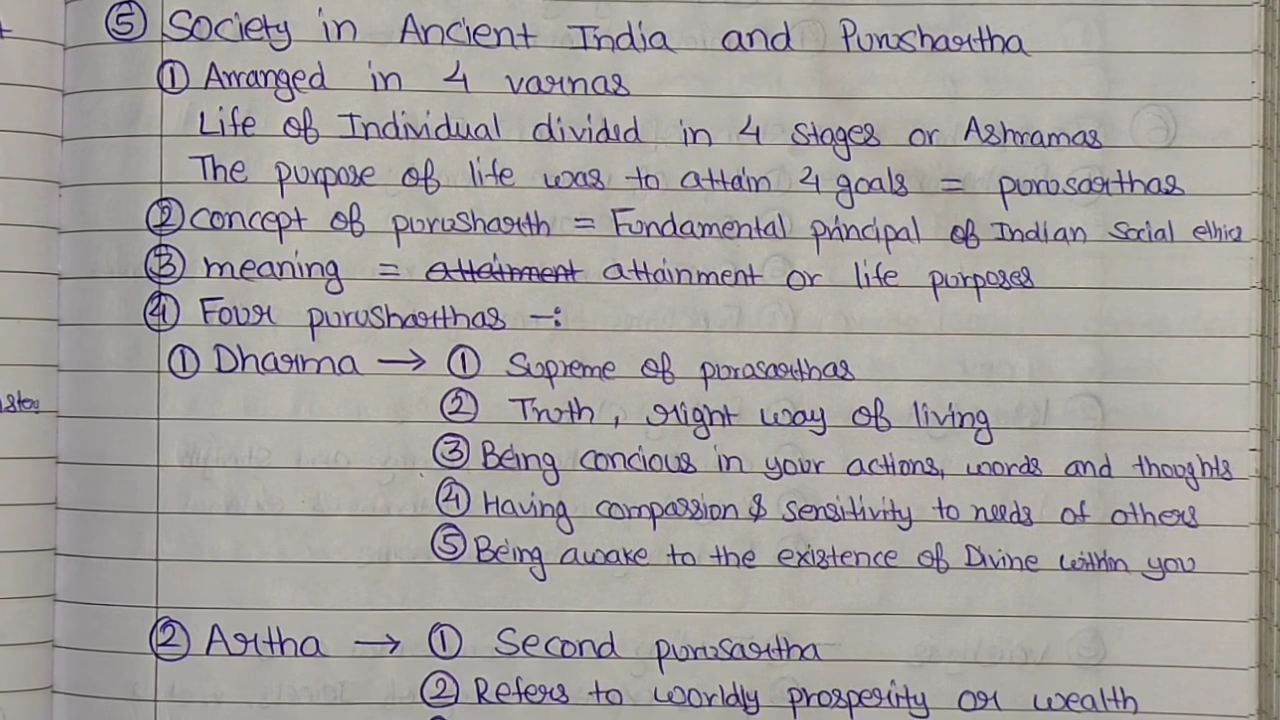 ⑤ Society in Ancient India and Purushartha
① Arranged in 4 varnas
Life of Individual divided in 4 stages or Ashramas
The purpose of life was to attain 4 goals = purusarthas
② concept of purusharth = Fundamental principal of Indian Social ethics
③ meaning = attainment attainment or life purposes
④ Four purusharthas -:
① Dharma → ① Supreme of purasarthas
② Truth, right way of living
③ Being concious in your actions, words and thoughts
④ Having compassion & sensitivity to needs of others
⑤ Being awake to the existence of Divine within you
② Artha → ① Second purusartha
② Refers to worldly prosperity or wealth